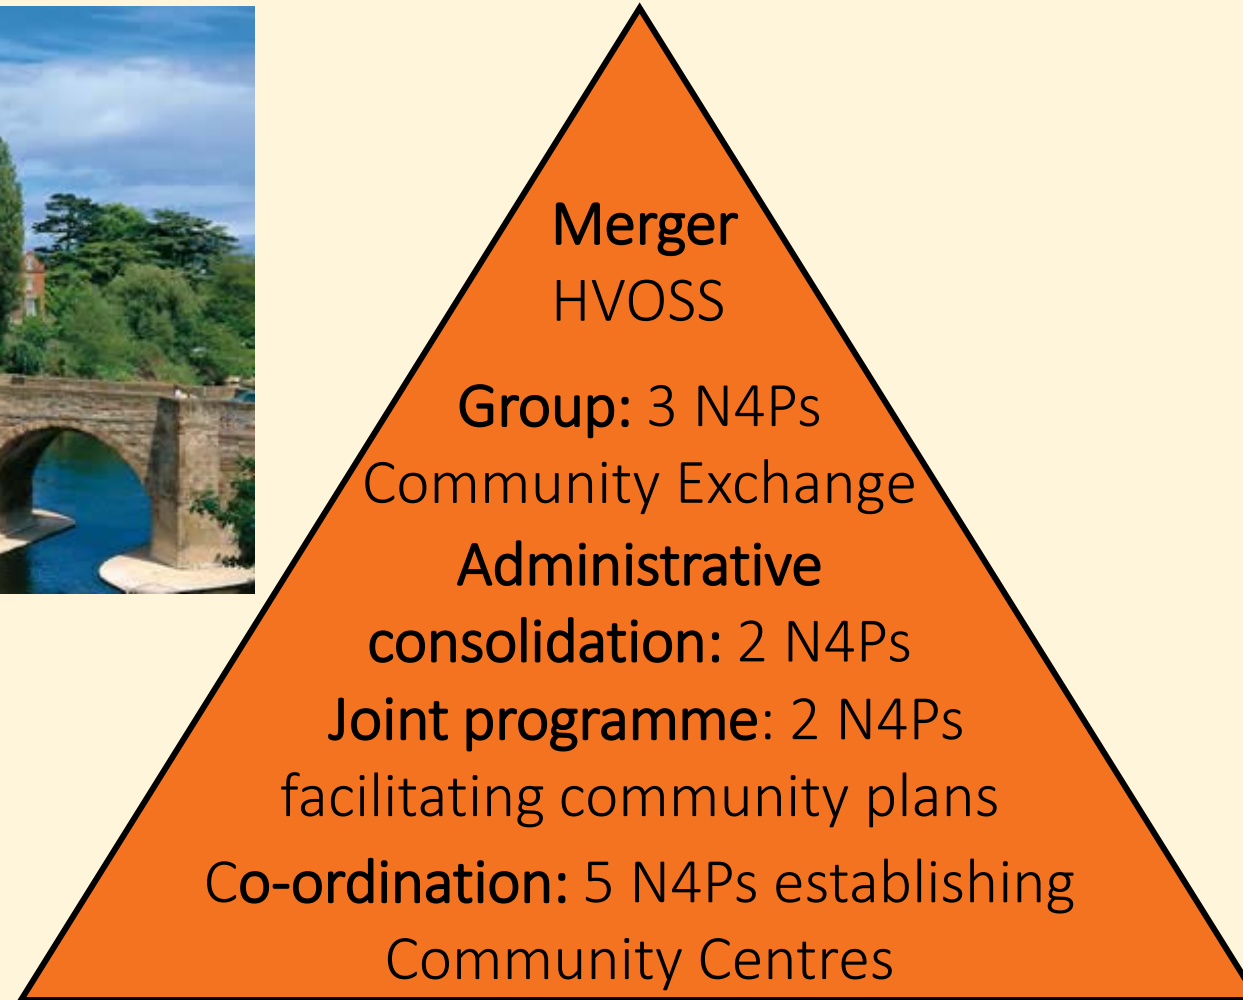 Merger
HVOSS
Group: 3 N4Ps
Community Exchange
Administrative
consolidation: 2 N4Ps
Joint programme: 2 N4Ps
facilitating community plans
Co-ordination: 5 N4Ps establishing
Community Centres